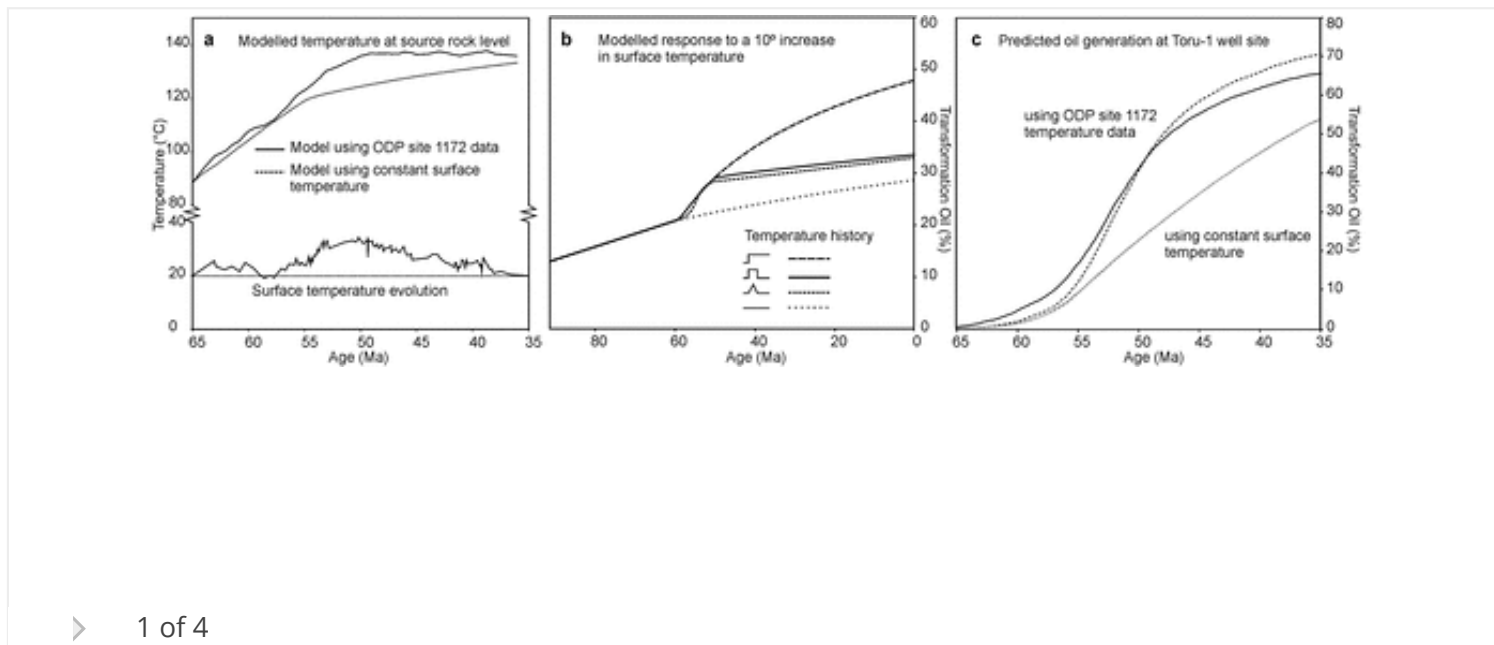 a Modelled temperature at source rock level
140
120
100
80
40
20
0
Temperature (°C)
Model using ODP site 1172 data
Model using constant surface
temperature
Surface temperature evolution
65 60 55 50 45 40 35
Age (Ma)
b Modelled response to a 10º increase
in surface temperature
Temperature history
60
50
40
30
20
10
0
Transformation Oil (%)
80 60 40 20 0
Age (Ma)
c Predicted oil generation at Toru-1 well site
using ODP site 1172
temperature data
using constant surface
temperature
80
70
60
50
40
30
20
10
0
Transformation Oil (%)
65 60 55 50 45 40 35
Age (Ma)
1 of 4